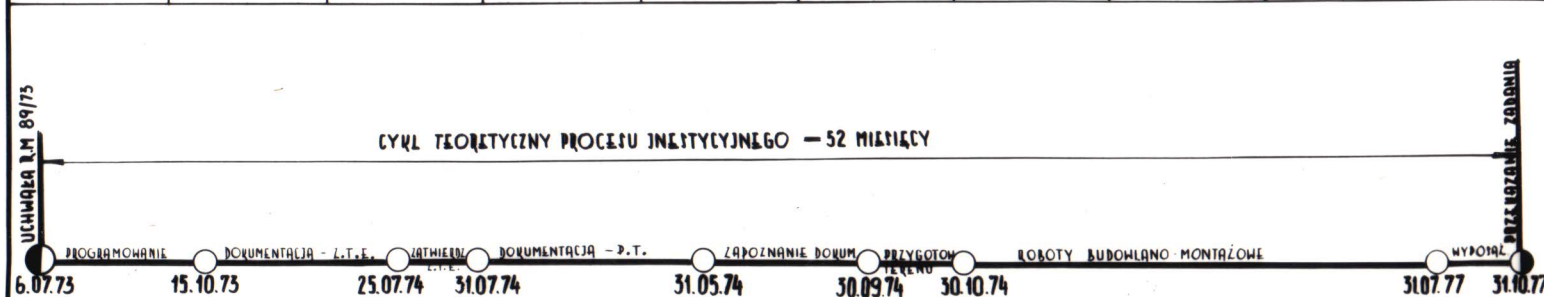 UCHWAŁA R.M 89/73
CYKL TEORETYCZNY PROCESU INESTYCYJNEGO – 52 MIESIĘCY
PRZEKAZANIE ZADANIA
PROGRAMOWANIE
DOKUMENTACJA - Z.T.E.
ZATWIERDZ
Z.T.E.
DOKUMENTACJA - P.T.
ZAPOZNANIE DOKUM
PRZYGOTOW
TERENU
ROBOTY BUDOWLANO-MONTAŻOWE
WYPOSAŻ
6.07.73 15.10.73 25.07.74 31.07.74 31.05.74 30.09.74 30.10.74 31.07.77 31.10.77